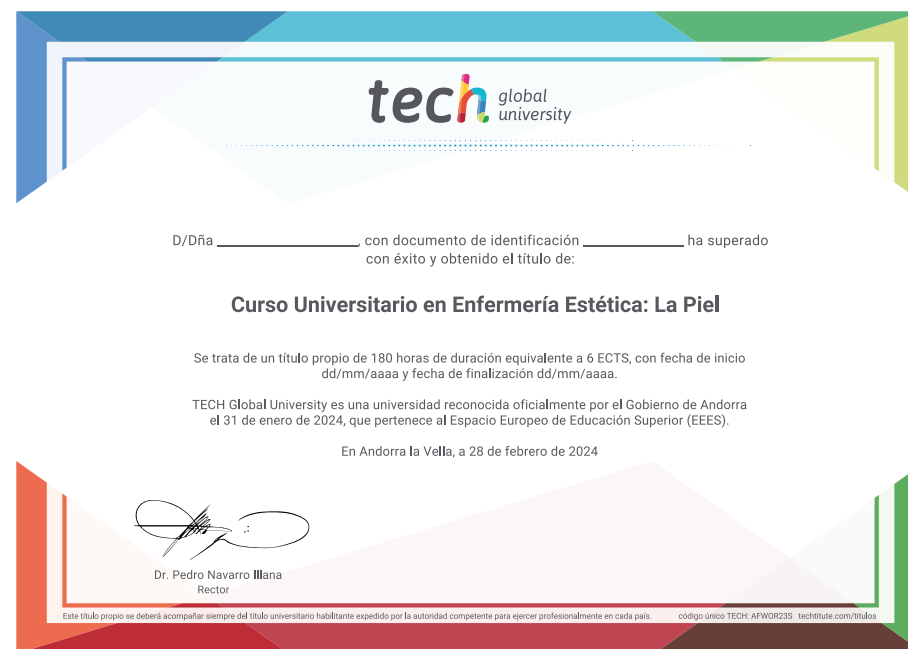 tech global university
D/Dña ____________, con documento de identificación ____________ ha superado
con éxito y obtenido el título de:
Curso Universitario en Enfermería Estética: La Piel
Se trata de un título propio de 180 horas de duración equivalente a 6 ECTS, con fecha de inicio
dd/mm/aaaa y fecha de finalización dd/mm/aaaa.
TECH Global University es una universidad reconocida oficialmente por el Gobierno de Andorra
el 31 de enero de 2024, que pertenece al Espacio Europeo de Educación Superior (EEES).
En Andorra la Vella, a 28 de febrero de 2024
Dr. Pedro Navarro Illana
Rector
Este título propio se deberá acompañar siempre del título universitario habilitante expedido por la autoridad competente para ejercer profesionalmente en cada país. código único TECH: AFWOR23S techtitute.com/titulos